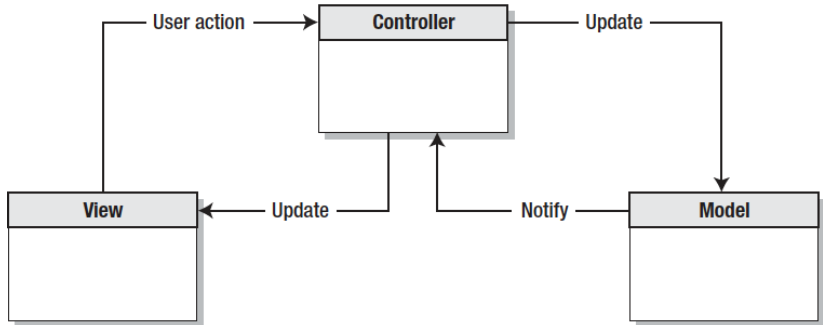 User action
Controller
Update
View
Update
Notify
Model